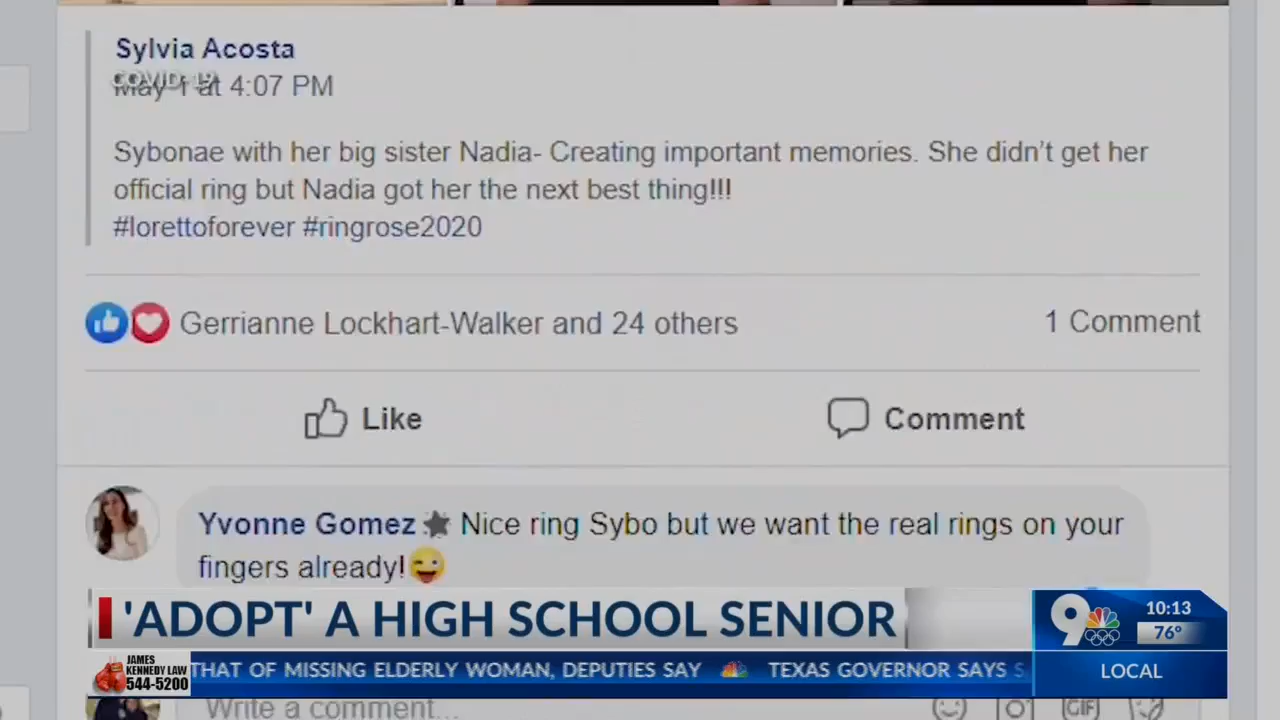 Sylvia Acosta
COVID-19
May 1 at 4:07 PM
Sybonae with her big sister Nadia- Creating important memories. She didn't get her
official ring but Nadia got her the next best thing!!!
#lorettoforever #ringrose2020
Gerrianne Lockhart-Walker and 24 others
1 Comment
Like
Comment
Yvonne Gomez Nice ring Sybo but we want the real rings on your
fingers already!😜
'ADOPT' A HIGH SCHOOL SENIOR
9
10:13
76°
JAMES
KENNEDY LAW
544-5200
THAT OF MISSING ELDERLY WOMAN, DEPUTIES SAY TEXAS GOVERNOR SAYS
LOCAL
Write a comment...
GIF